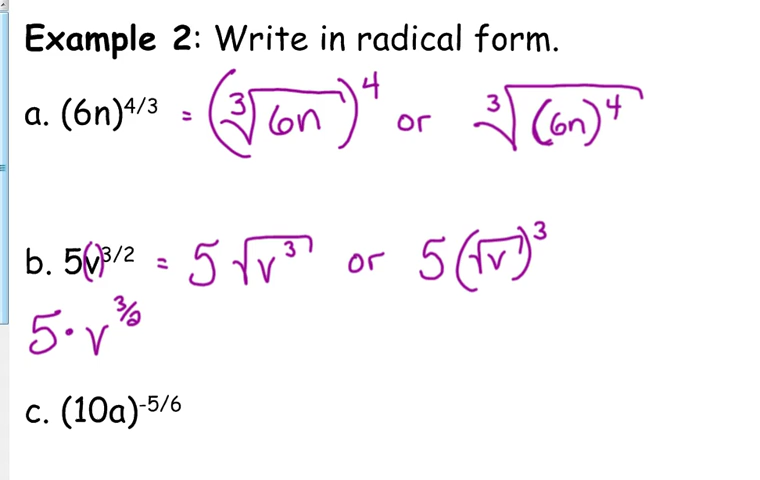 Example 2: Write in radical form.
a. (6n)^4/3 = (∛6n)^4 or ∛(6n)^4
b. 5(v)^3/2 = 5√v^3 or 5(√v)^3
5·v^3/2
c. (10a)^-5/6